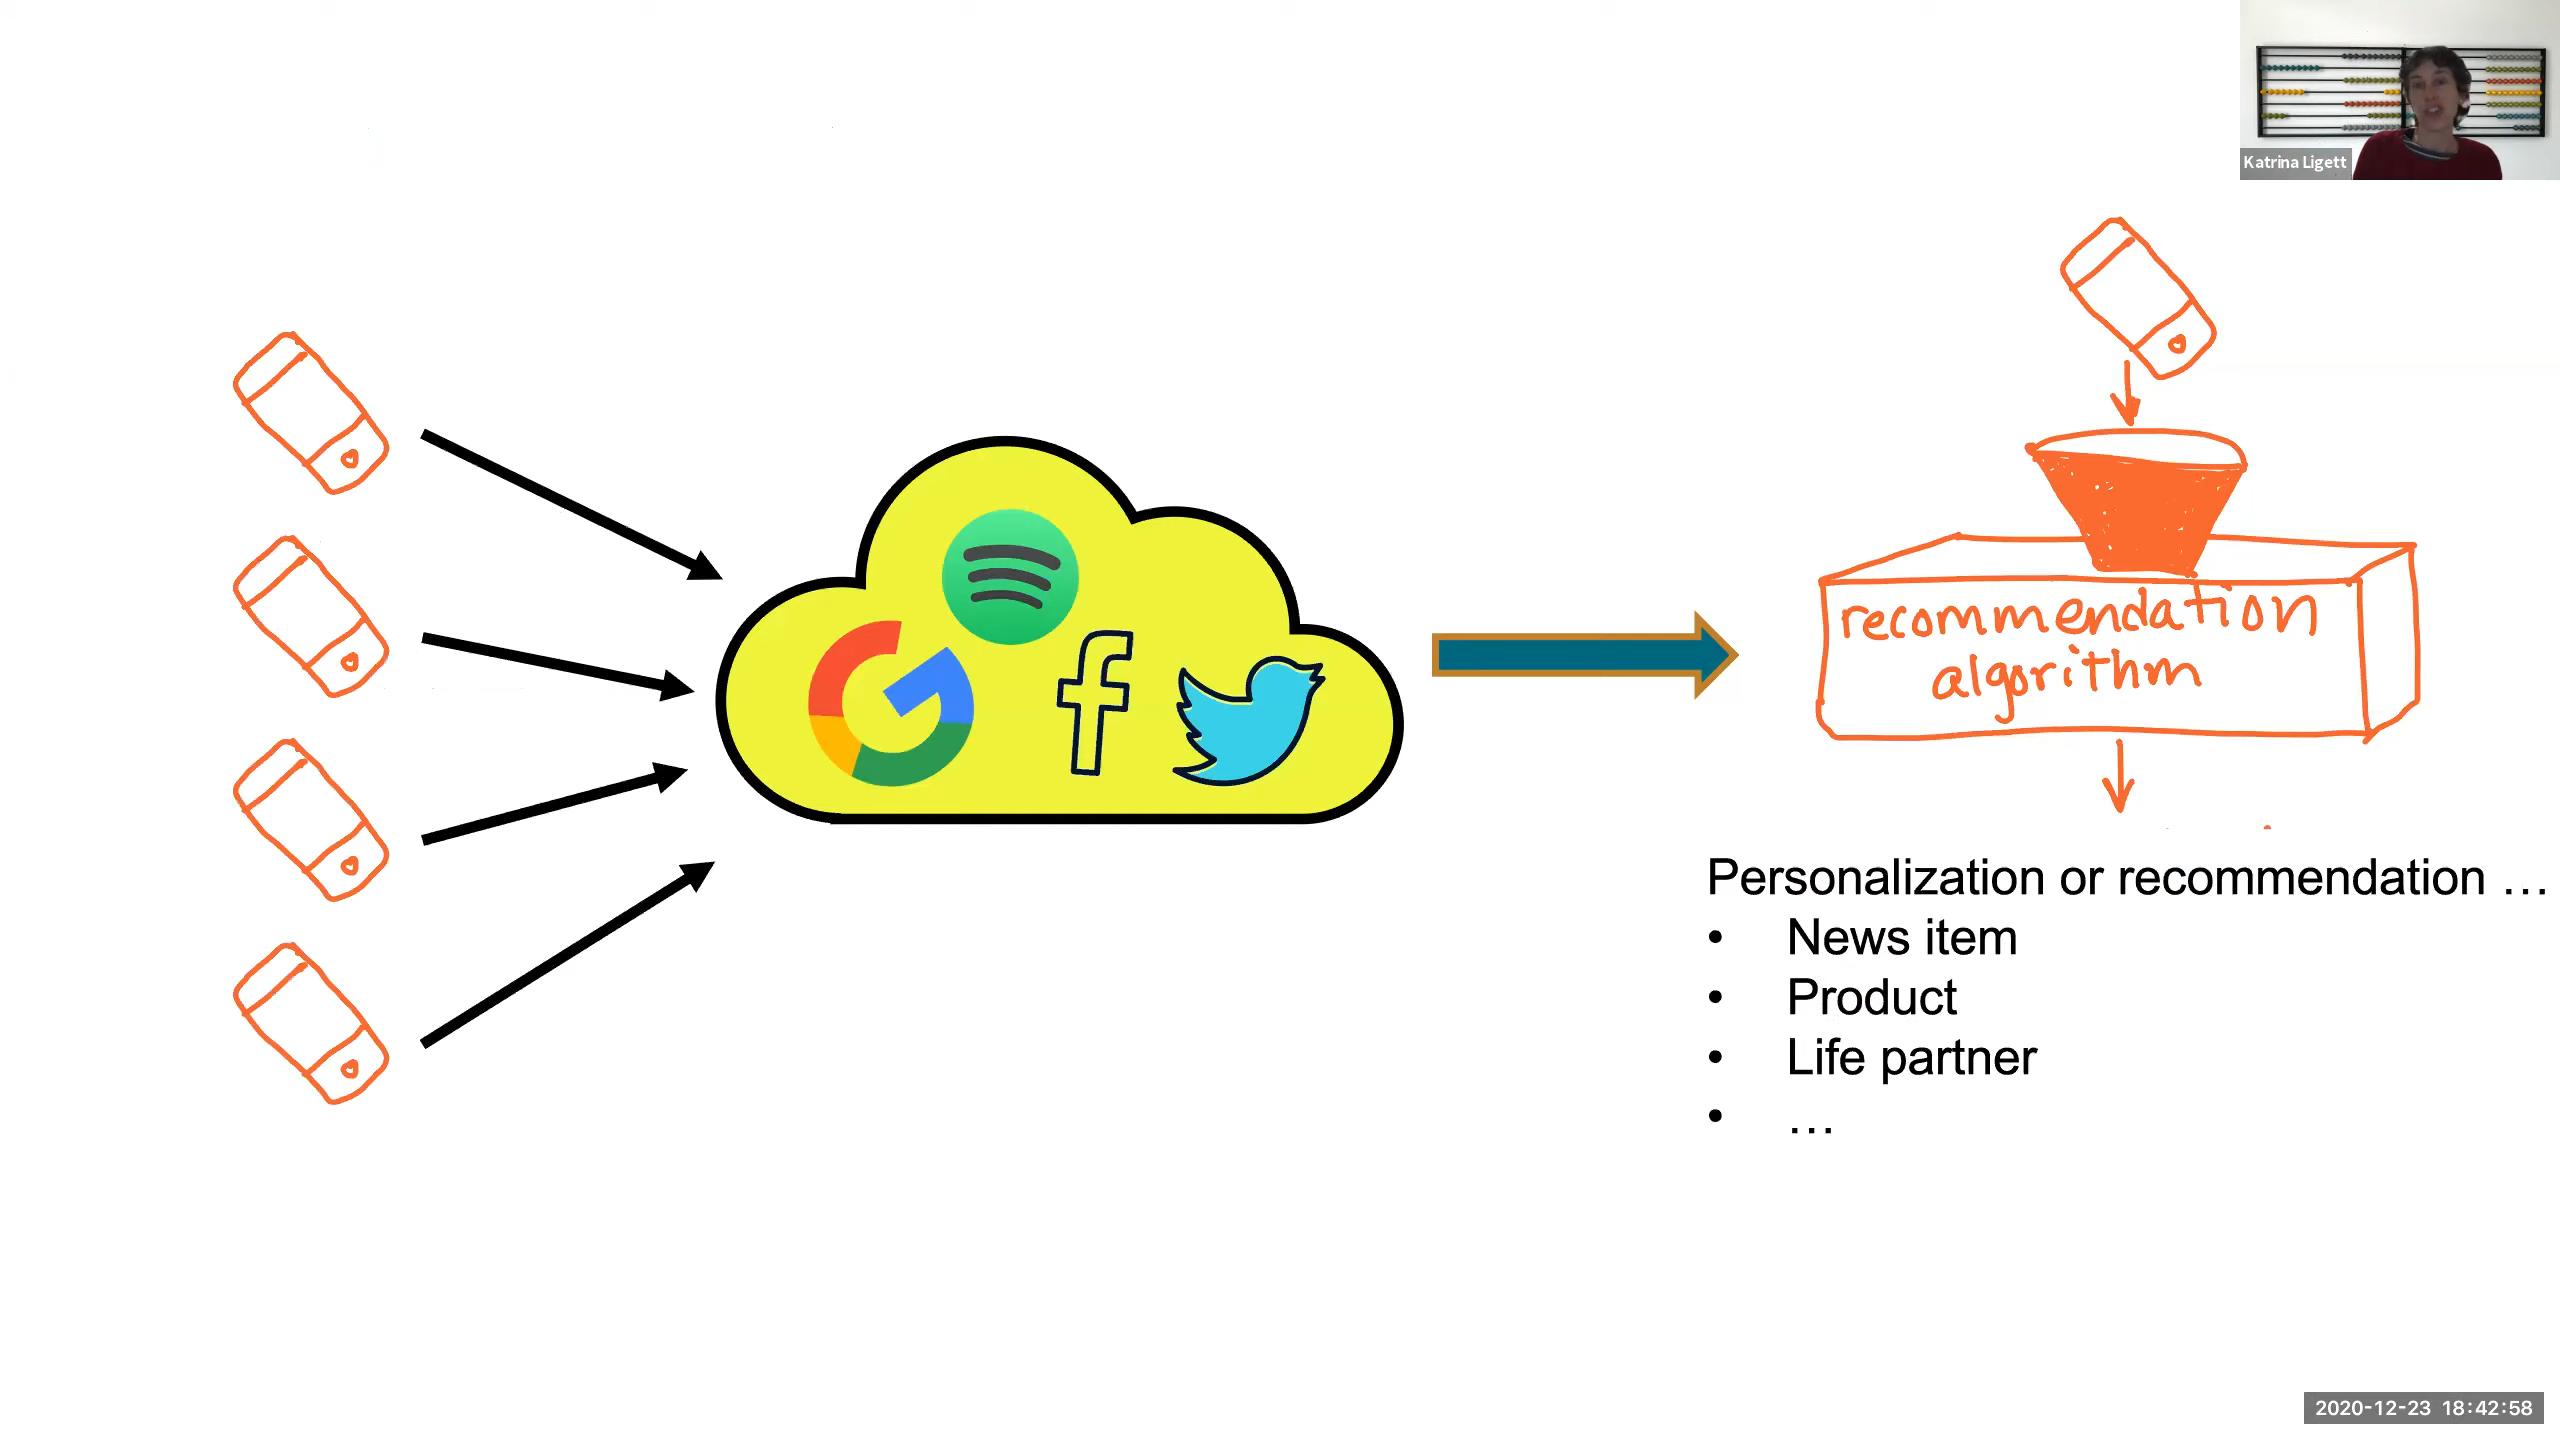 Katrina Ligett
recommendation
algorithm
Personalization or recommendation ...
• News item
• Product
• Life partner
• ...
2020-12-23 18:42:58